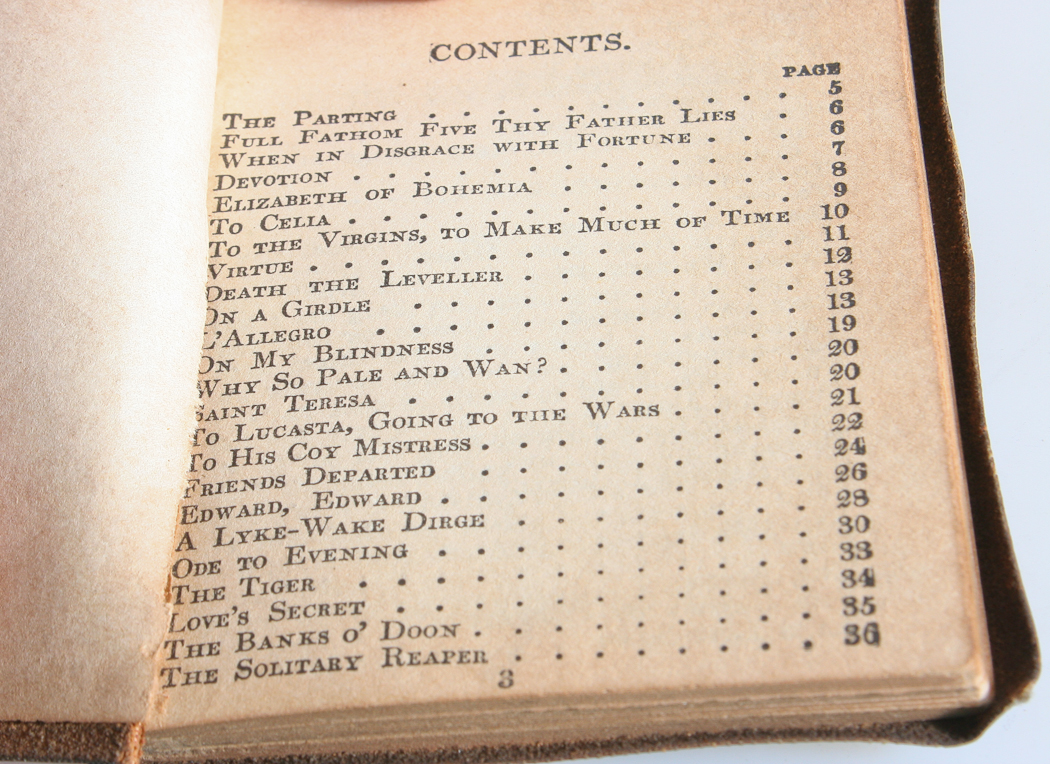 CONTENTS.
PAGE
THE PARTING . . . . . . . . . . 5
FULL FATHOM FIVE THY FATHER LIES . 6
WHEN IN DISGRACE WITH FORTUNE . . . 6
DEVOTION . . . . . . . . . . . . 7
ELIZABETH OF BOHEMIA . . . . . . . 8
TO CELIA . . . . . . . . . . . . 9
TO THE VIRGINS, TO MAKE MUCH OF TIME 10
VIRTUE . . . . . . . . . . . . . 11
DEATH THE LEVELLER . . . . . . . . 12
ON A GIRDLE . . . . . . . . . . 13
L'ALLEGRO . . . . . . . . . . . 13
ON MY BLINDNESS . . . . . . . . . 19
WHY SO PALE AND WAN? . . . . . . . 20
SAINT TERESA . . . . . . . . . . 20
TO LUCASTA, GOING TO THE WARS . . . . 21
TO HIS COY MISTRESS . . . . . . . . 22
FRIENDS DEPARTED . . . . . . . . . 24
EDWARD, EDWARD . . . . . . . . . . 26
A LYKE-WAKE DIRGE . . . . . . . . 28
ODE TO EVENING . . . . . . . . . . 30
THE TIGER . . . . . . . . . . . . 33
LOVE'S SECRET . . . . . . . . . . . 34
THE BANKS O' DOON . . . . . . . . . 35
THE SOLITARY REAPER . . . . . . . . 36
3